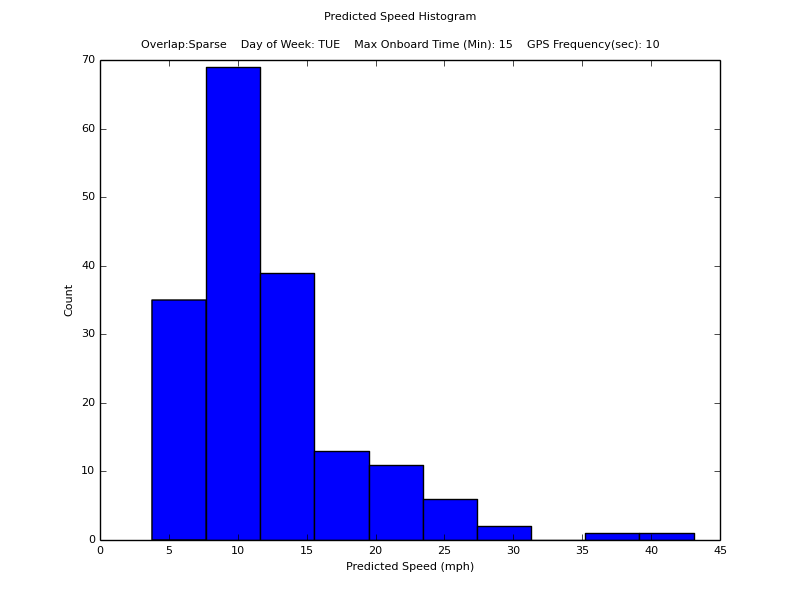 Predicted Speed Histogram
Overlap:Sparse    Day of Week: TUE    Max Onboard Time (Min): 15    GPS Frequency(sec): 10
70
60
50
40
30
20
10
0
Count
0 5 10 15 20 25 30 35 40 45
Predicted Speed (mph)